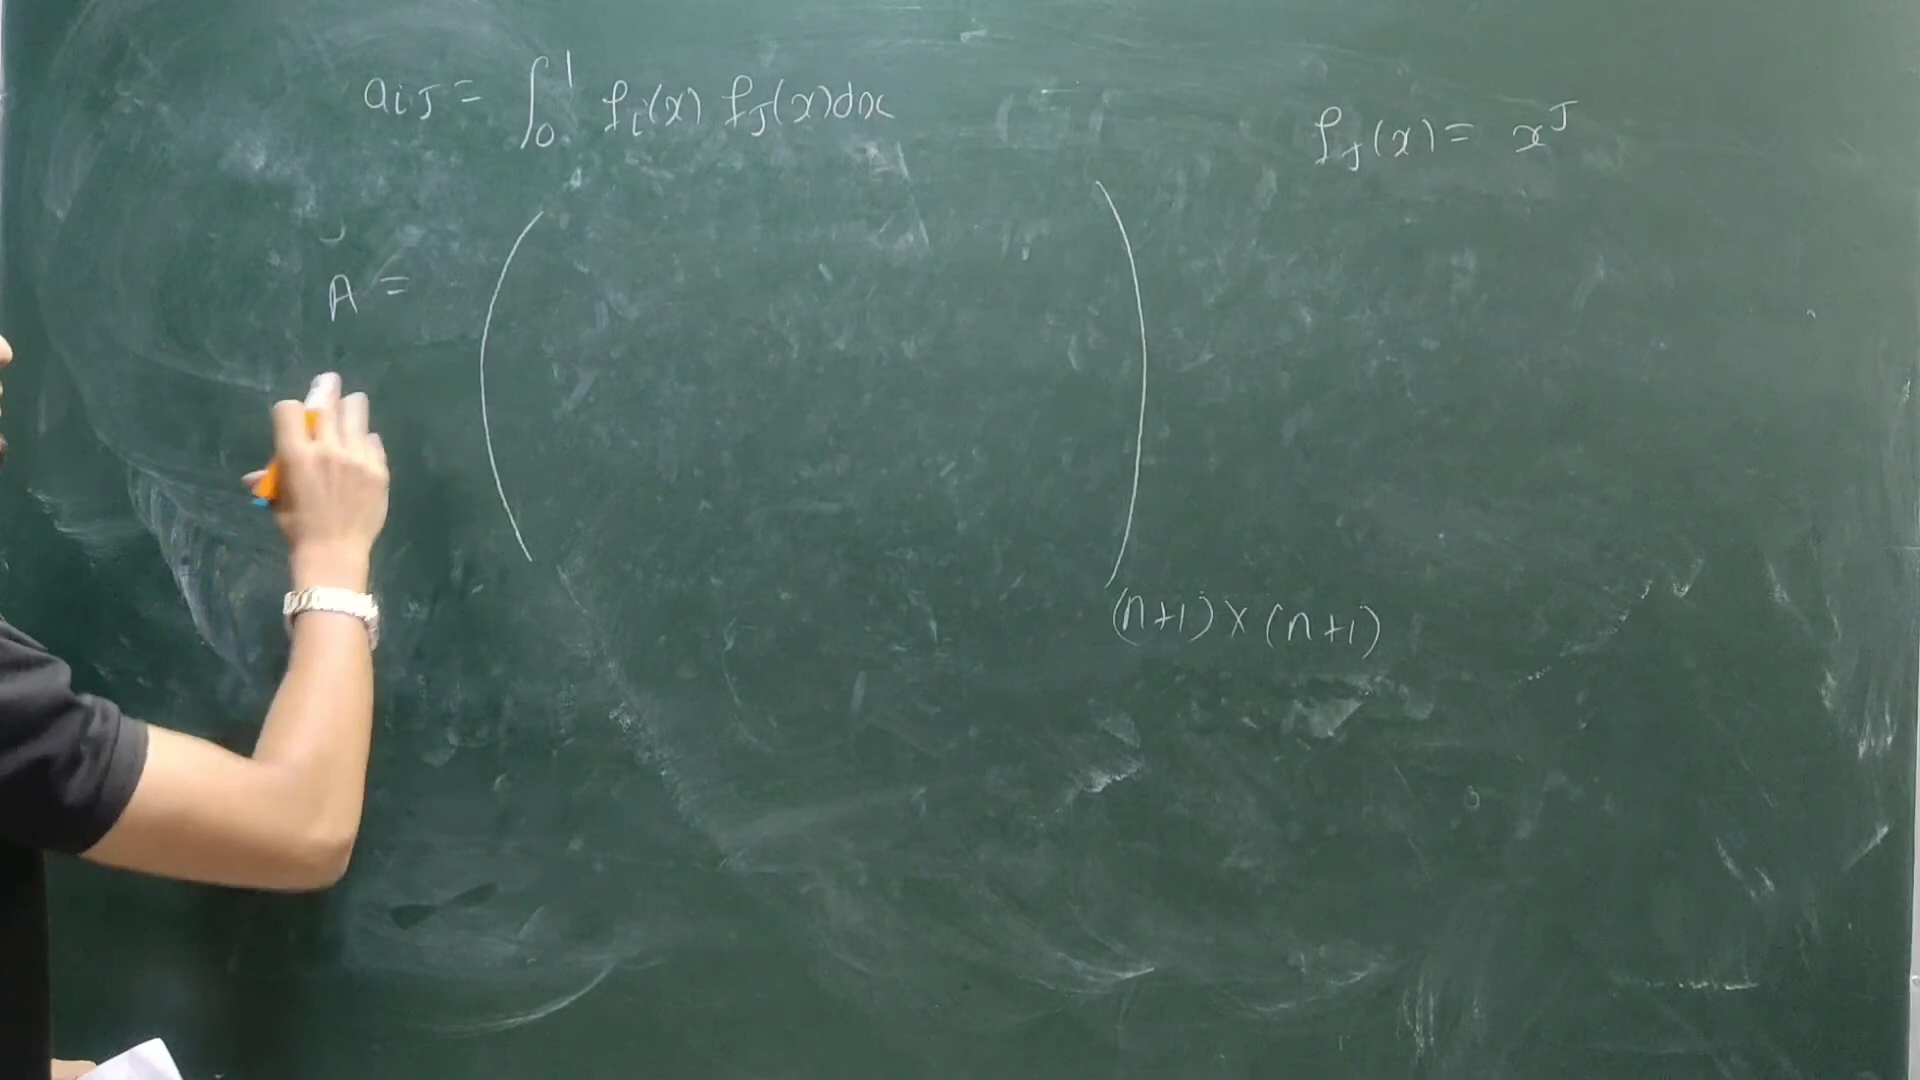 aij = ∫₀¹ fi(x) fj(x)dx
fj(x) = x^j
A = ( )
(n+1)×(n+1)